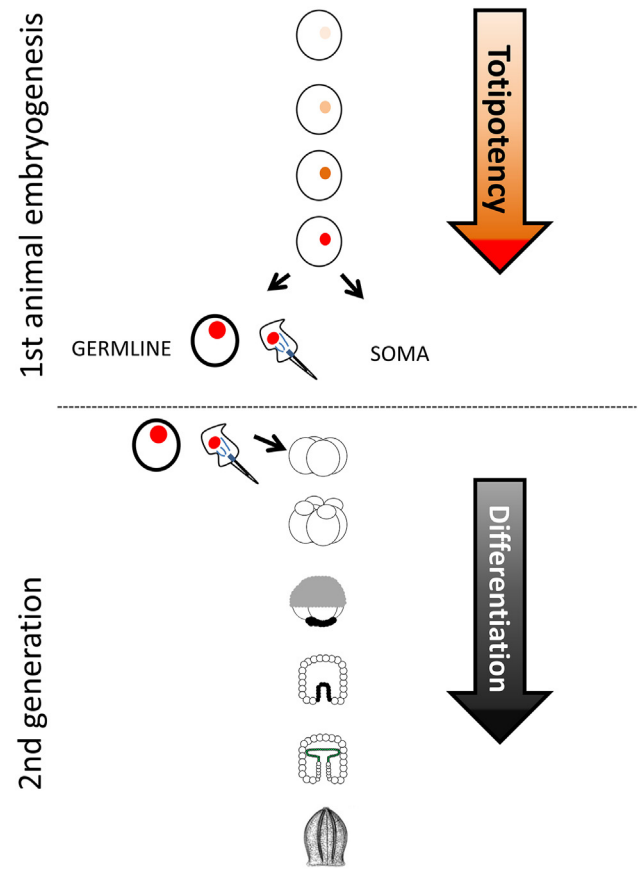 1st animal embryogenesis
Totipotency
GERMLINE
SOMA
2nd generation
Differentiation